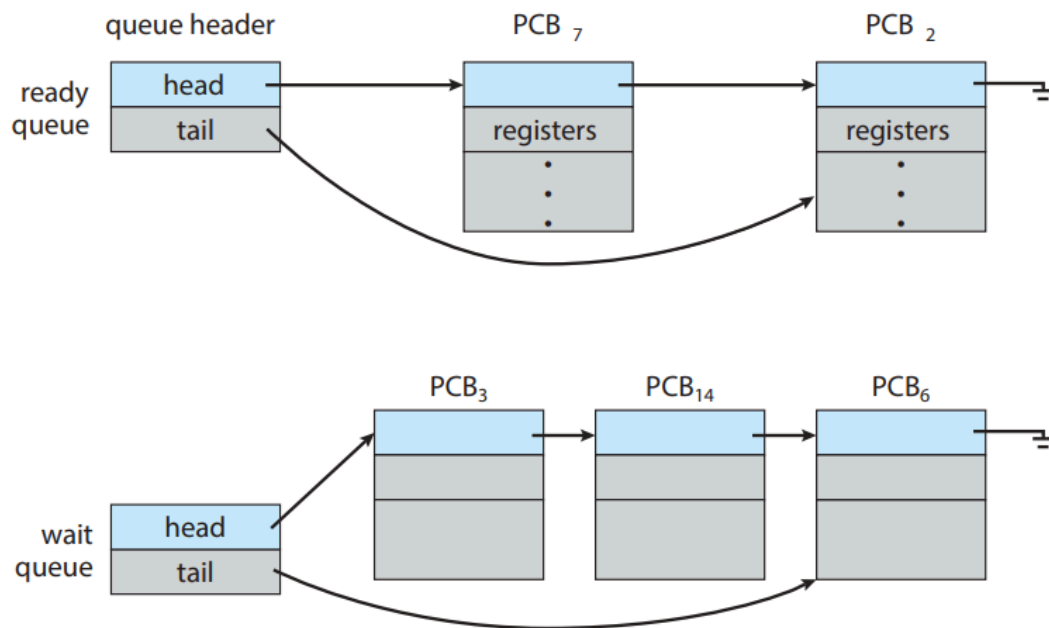 queue header
PCB 7
PCB 2
ready
queue
head
tail
registers
registers
PCB3
PCB14
PCB6
wait
queue
head
tail